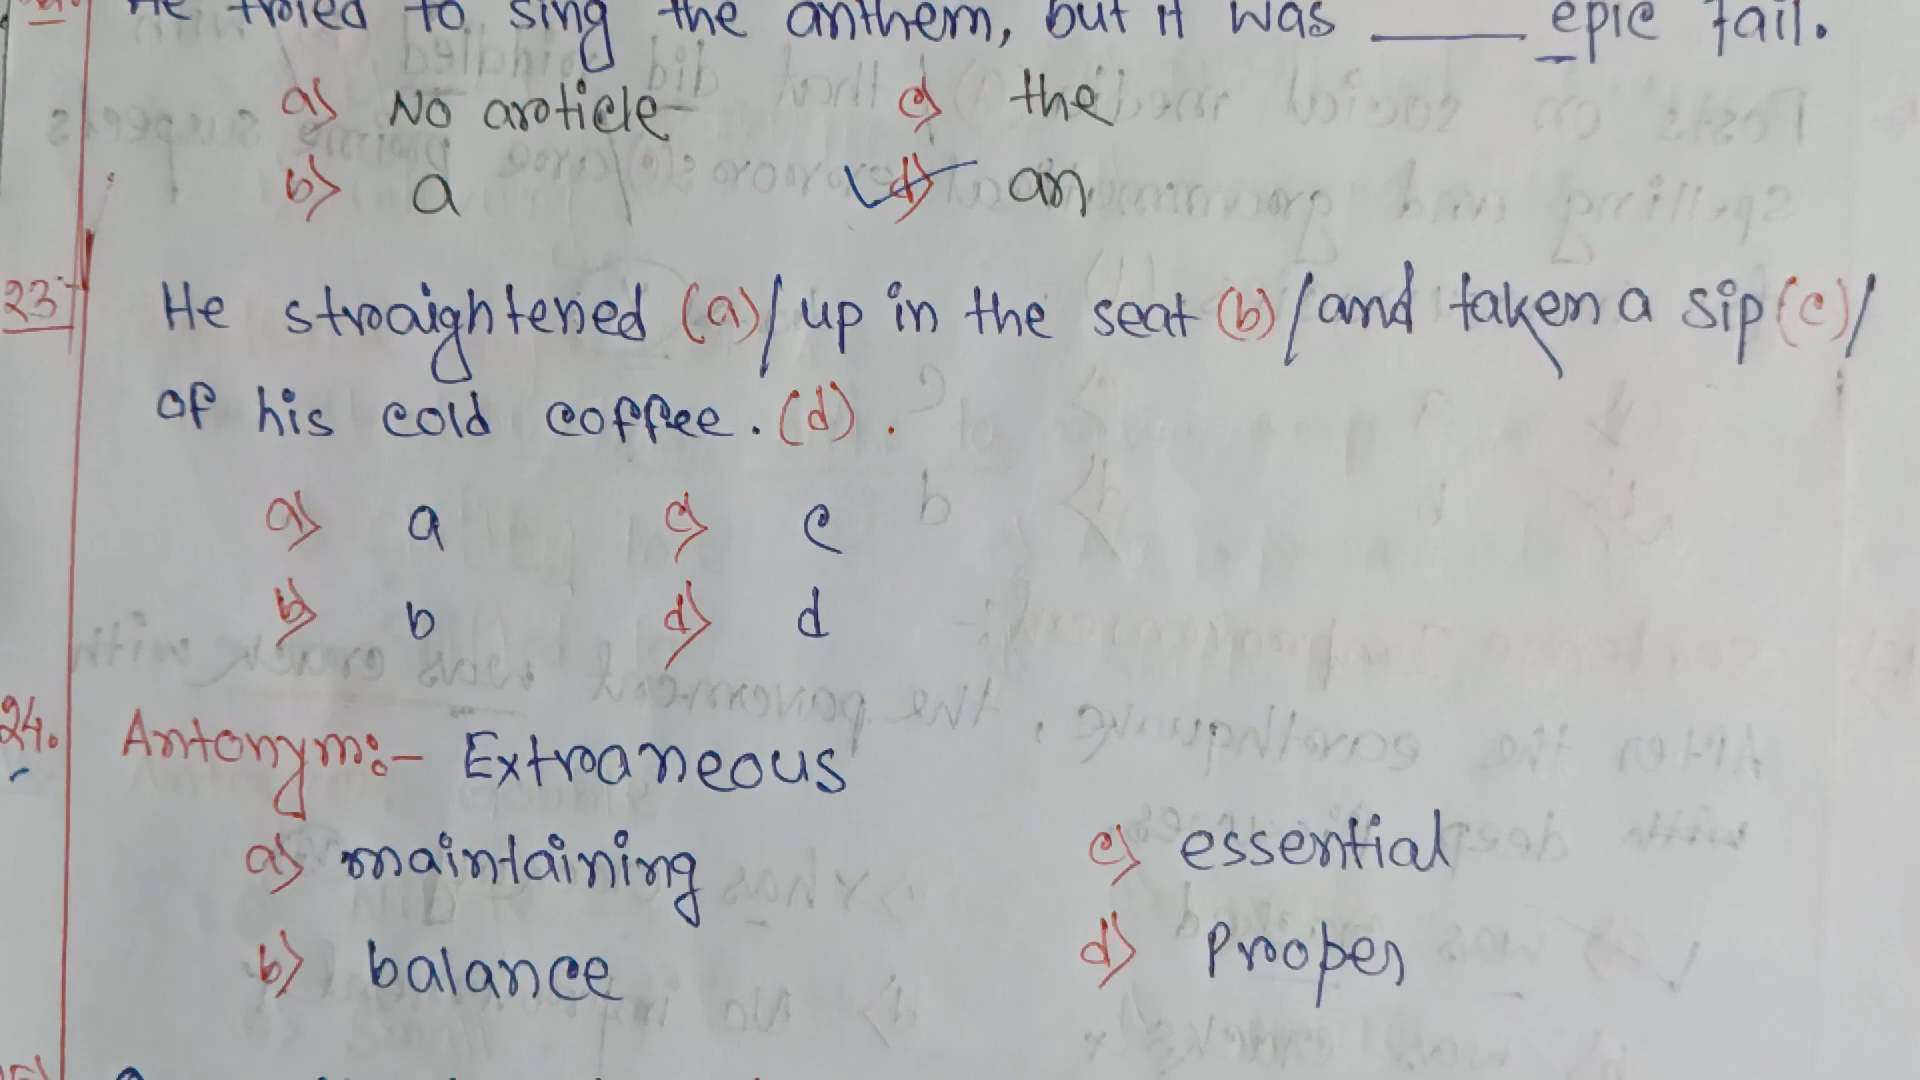 He tried to sing the anthem, but it was ____ epic fail.
a) No article c) the
b) a d) an
23 He straightened (a)/ up in the seat (b)/ and taken a sip (c)/
of his cold coffee. (d).
a) a c) c
b) b d) d
24. Antonym:- Extraneous
a) maintaining c) essential
b) balance d) Proper